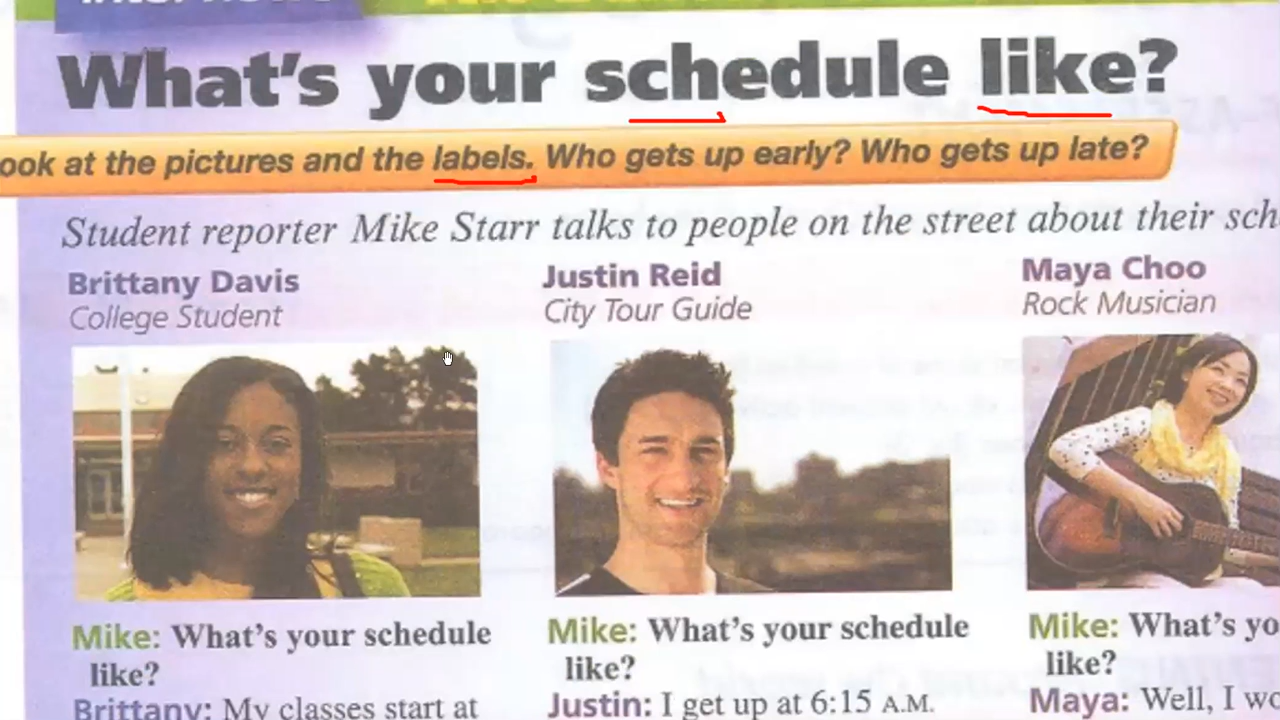 What's your schedule like?
ook at the pictures and the labels. Who gets up early? Who gets up late?
Student reporter Mike Starr talks to people on the street about their sch
Brittany Davis
College Student
Justin Reid
City Tour Guide
Maya Choo
Rock Musician
Mike: What's your schedule
like?
Brittany: My classes start at
Mike: What's your schedule
like?
Justin: I get up at 6:15 A.M.
Mike: What's yo
like?
Maya: Well, I wo